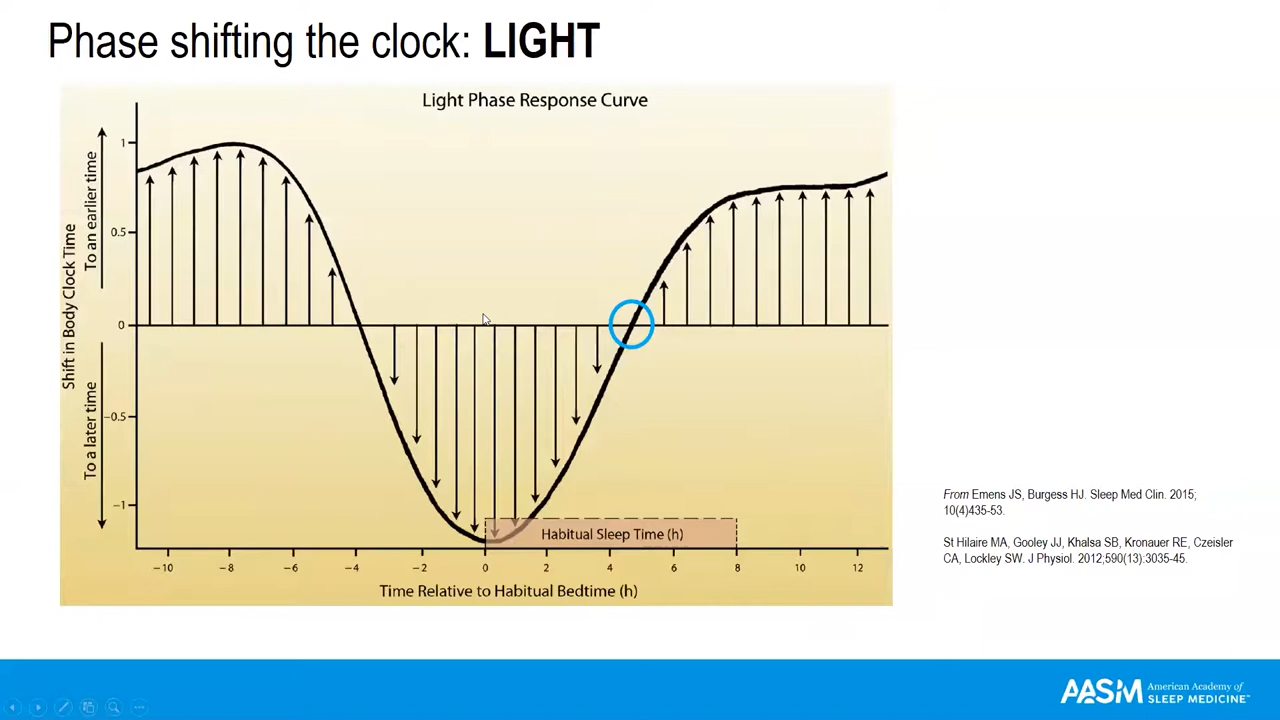 Phase shifting the clock: LIGHT
Light Phase Response Curve
Shift in Body Clock Time
To an earlier time
To a later time
1
0.5
0
−0.5
−1
Habitual Sleep Time (h)
−10 −8 −6 −4 −2 0 2 4 6 8 10 12
Time Relative to Habitual Bedtime (h)
From Emens JS, Burgess HJ. Sleep Med Clin. 2015;
10(4)435-53.
St Hilaire MA, Gooley JJ, Khalsa SB, Kronauer RE, Czeisler
CA, Lockley SW. J Physiol. 2012;590(13):3035-45.
AASM American Academy of
SLEEP MEDICINE™